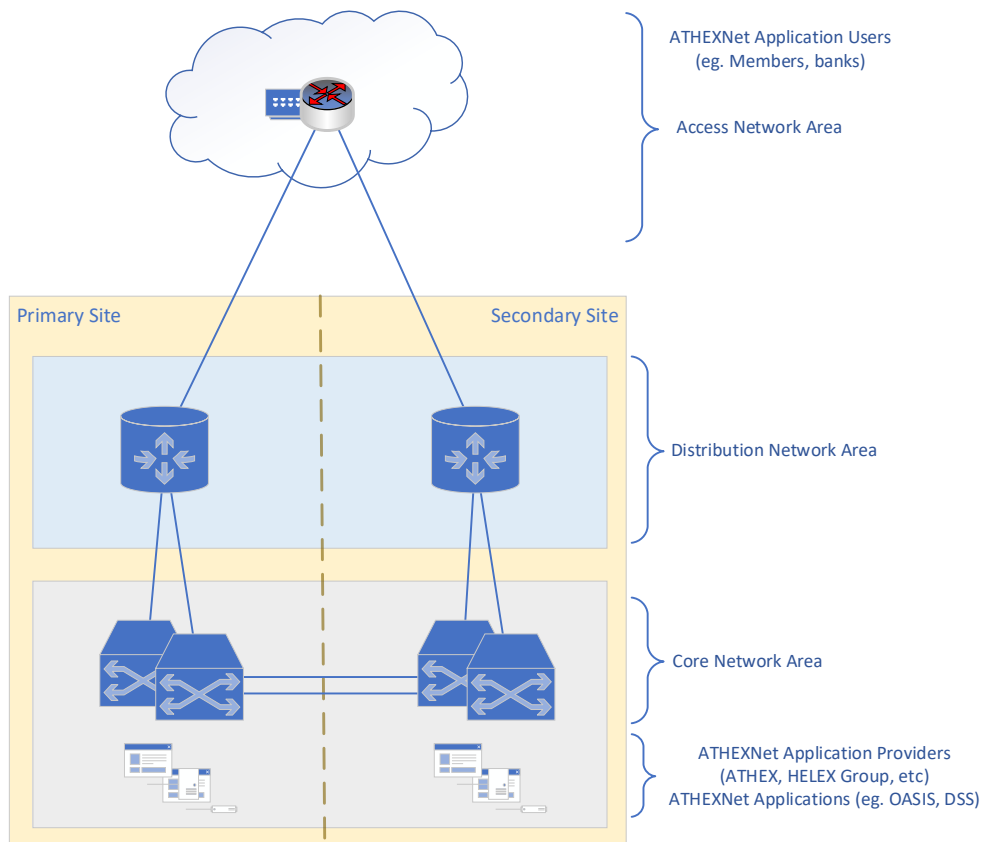 ATHEXNet Application Users
(eg. Members, banks)
Access Network Area
Primary Site
Secondary Site
Distribution Network Area
Core Network Area
ATHEXNet Application Providers
(ATHEX, HELEX Group, etc)
ATHEXNet Applications (eg. OASIS, DSS)